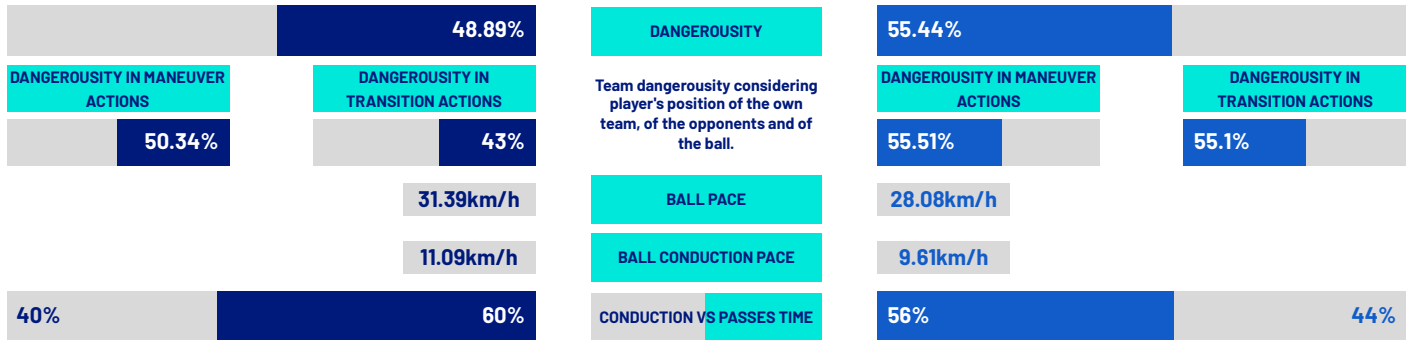 48.89%
DANGEROUSITY
55.44%
DANGEROUSITY IN MANEUVER
ACTIONS
DANGEROUSITY IN
TRANSITION ACTIONS
Team dangerousity considering
player's position of the own
team, of the opponents and of
the ball.
DANGEROUSITY IN MANEUVER
ACTIONS
DANGEROUSITY IN
TRANSITION ACTIONS
50.34%
43%
55.51%
55.1%
31.39km/h
BALL PACE
28.08km/h
11.09km/h
BALL CONDUCTION PACE
9.61km/h
40%
60%
CONDUCTION VS PASSES TIME
56%
44%